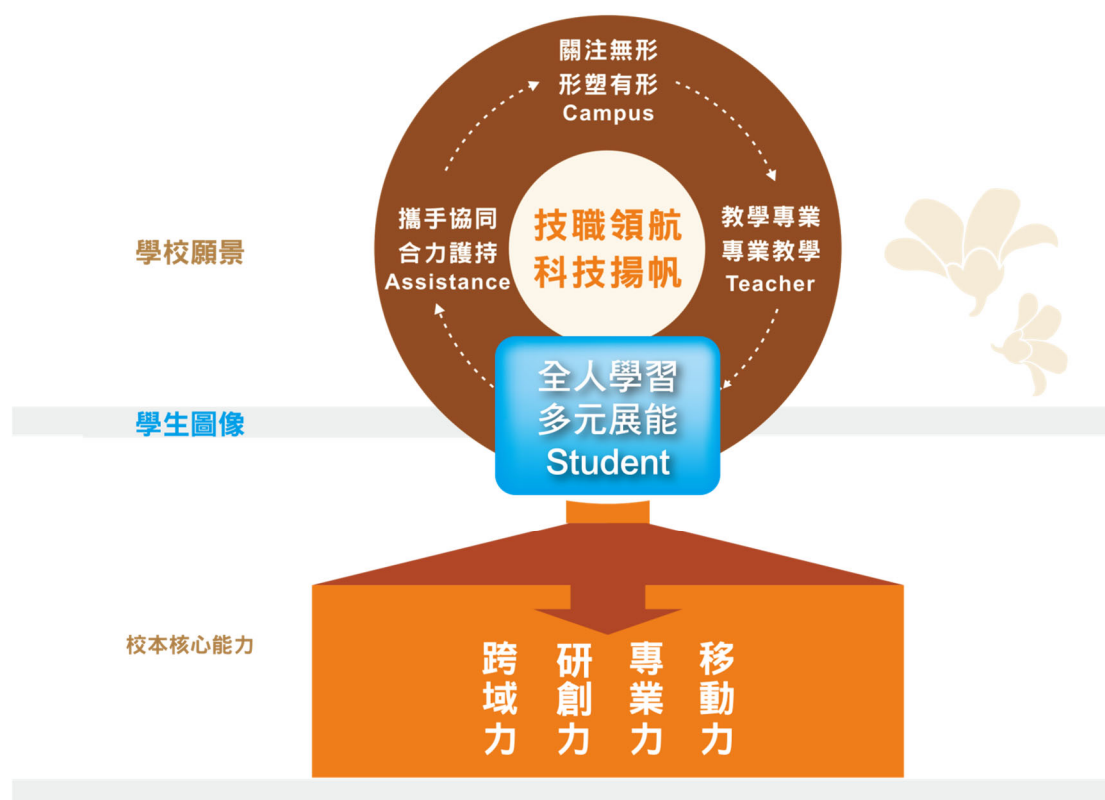 學校願景
關注無形
形塑有形
Campus
攜手協同
合力護持
Assistance
技職領航
科技揚帆
教學專業
專業教學
Teacher
學生圖像
全人學習
多元展能
Student
校本核心能力
跨域力
研創力
專業力
移動力